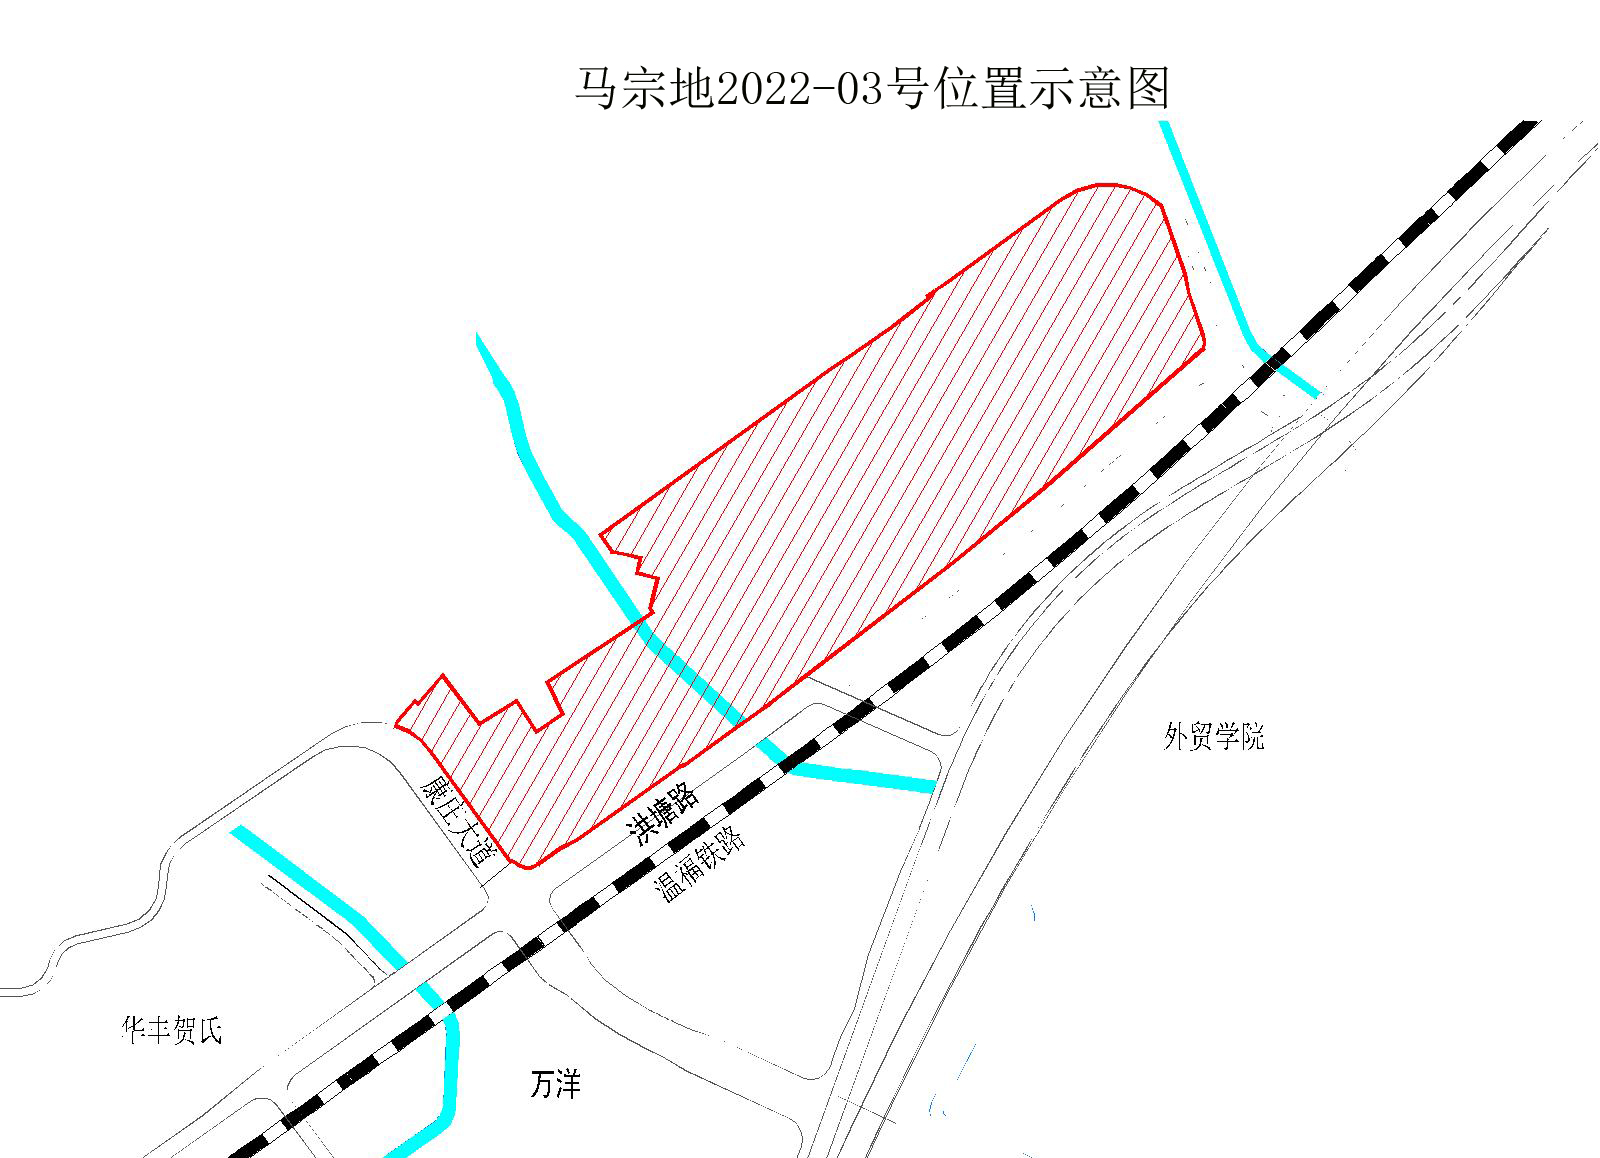 马宗地2022-03号位置示意图
外贸学院
康庄大道
洪塘路
温福铁路
华丰贺氏
万洋